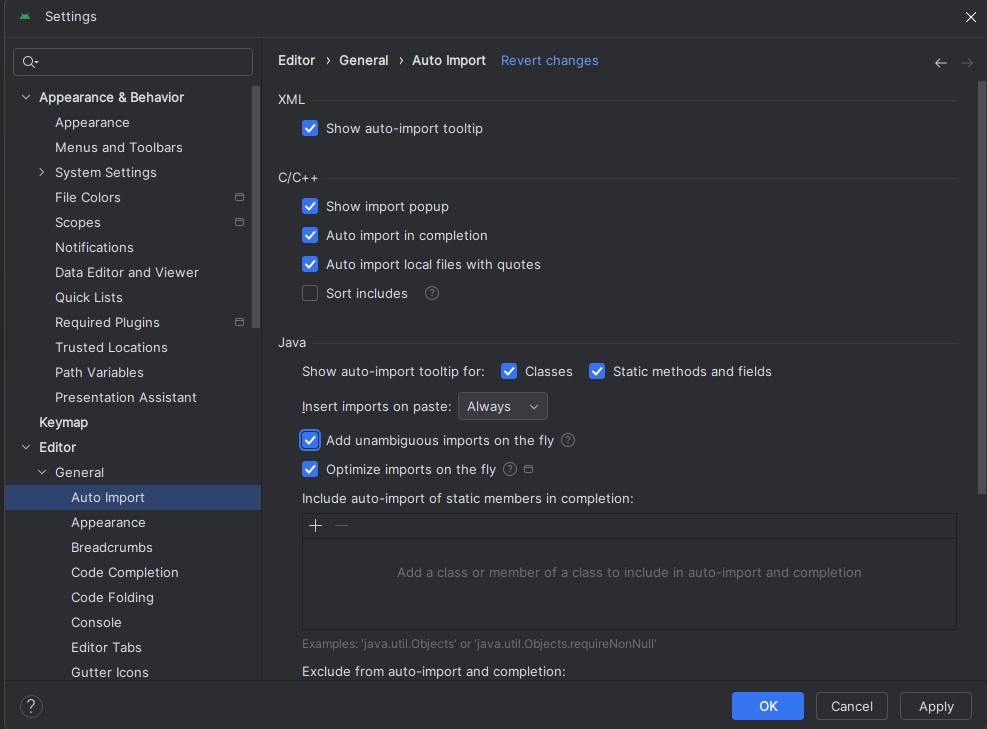 Settings
Appearance & Behavior
Appearance
Menus and Toolbars
System Settings
File Colors
Scopes
Notifications
Data Editor and Viewer
Quick Lists
Required Plugins
Trusted Locations
Path Variables
Presentation Assistant
Keymap
Editor
General
Auto Import
Appearance
Breadcrumbs
Code Completion
Code Folding
Console
Editor Tabs
Gutter Icons
Editor › General › Auto Import Revert changes
XML
Show auto-import tooltip
C/C++
Show import popup
Auto import in completion
Auto import local files with quotes
Sort includes ?
Java
Show auto-import tooltip for: Classes Static methods and fields
Insert imports on paste: Always
Add unambiguous imports on the fly ?
Optimize imports on the fly ?
Include auto-import of static members in completion:
Add a class or member of a class to include in auto-import and completion
Examples: 'java.util.Objects' or 'java.util.Objects.requireNonNull'
Exclude from auto-import and completion:
? OK Cancel Apply